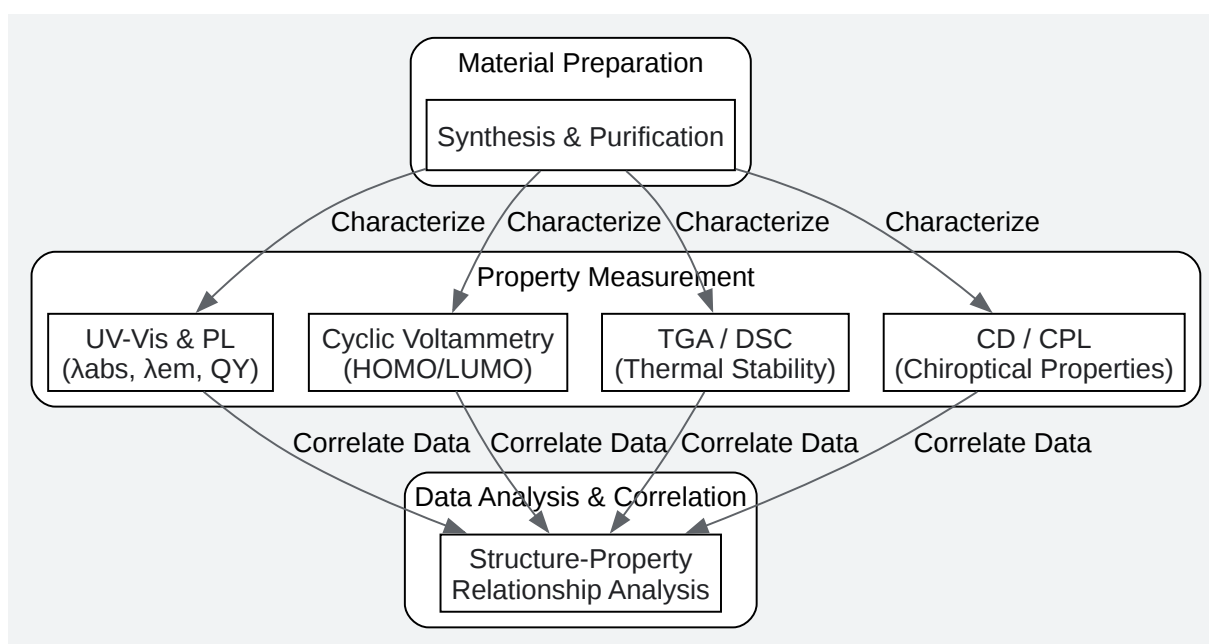 Material Preparation
Synthesis & Purification
Characterize
Characterize
Characterize
Characterize
Property Measurement
UV-Vis & PL
(λabs, λem, QY)
Cyclic Voltammetry
(HOMO/LUMO)
TGA / DSC
(Thermal Stability)
CD / CPL
(Chiroptical Properties)
Correlate Data
Correlate Data
Correlate Data
Correlate Data
Data Analysis & Correlation
Structure-Property
Relationship Analysis